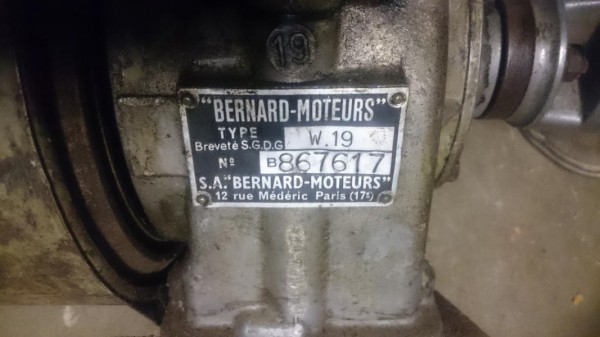 19
"BERNARD-MOTEURS"
TYPE W.19
Breveté S.G.D.G
Nº B867617
S.A."BERNARD-MOTEURS"
12 rue Médéric Paris (17e)